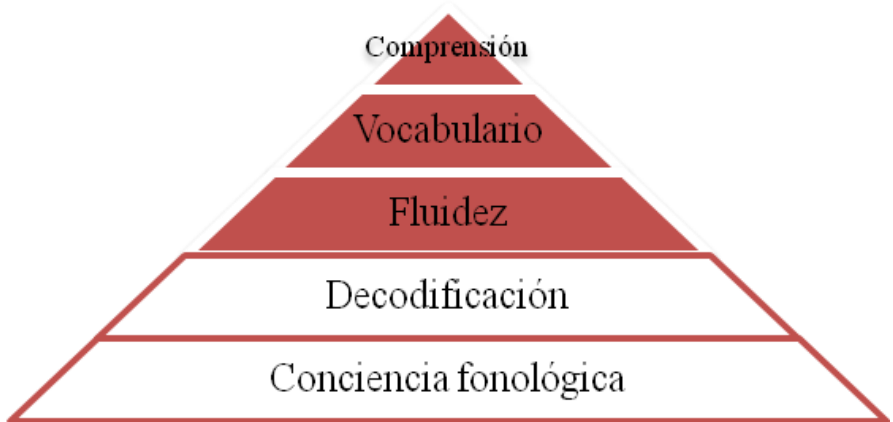 Comprensión
Vocabulario
Fluidez
Decodificación
Conciencia fonológica